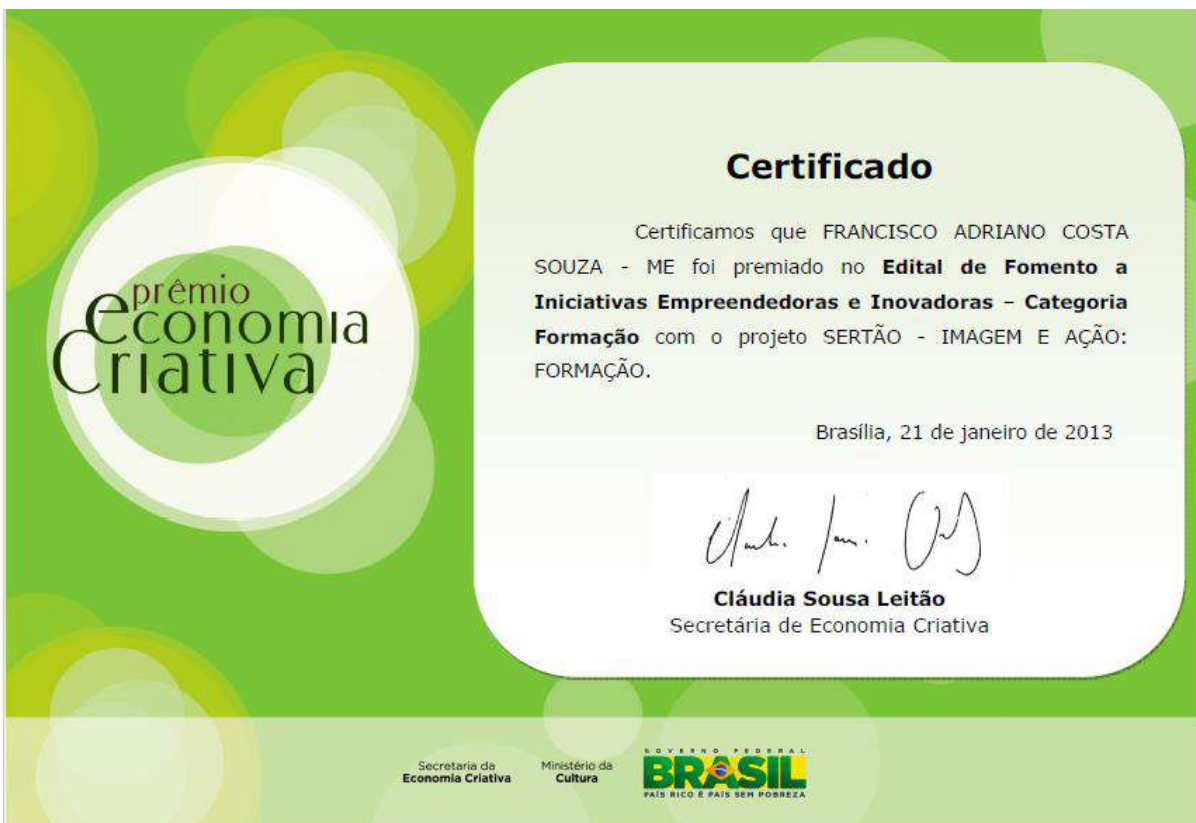 prêmio
economia
Criativa
Certificado
Certificamos que FRANCISCO ADRIANO COSTA
SOUZA - ME foi premiado no Edital de Fomento a
Iniciativas Empreendedoras e Inovadoras – Categoria
Formação com o projeto SERTÃO - IMAGEM E AÇÃO:
FORMAÇÃO.
Brasília, 21 de janeiro de 2013
Cláudia Sousa Leitão
Secretária de Economia Criativa
Secretaria da
Economia Criativa
Ministério da
Cultura
GOVERNO FEDERAL
BRASIL
PAÍS RICO É PAÍS SEM POBREZA